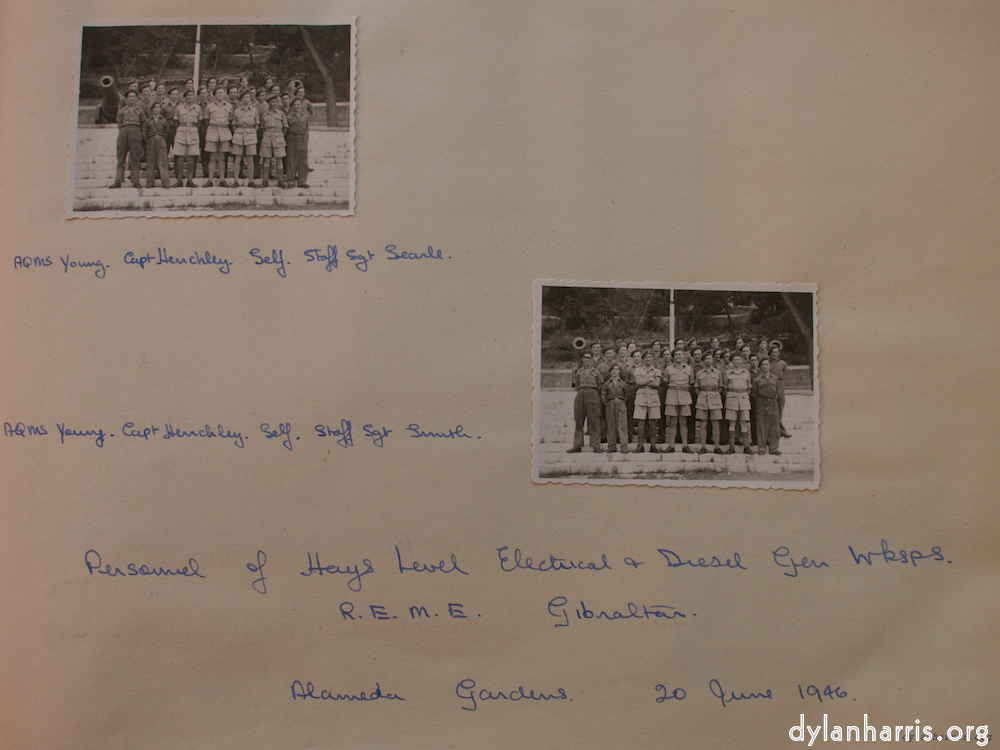 AQMS Young. Capt Henchley. Self. Staff Sgt Searle.
AQMS Young. Capt Henchley. Self. Staff Sgt Smith.
Personnel of Hays Level Electrical & Diesel Gen Wksps.
R.E.M.E. Gibraltar.
Alameda Gardens. 20 June 1946.
dylanharris.org